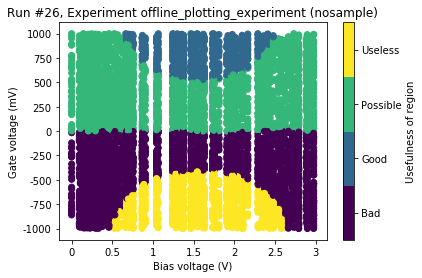 Run #26, Experiment offline_plotting_experiment (nosample)
1000
750
500
250
0
-250
-500
-750
-1000
Gate voltage (mV)
0
0.5
1
1.5
2
2.5
3
Bias voltage (V)
Useless
Possible
Good
Bad
Usefulness of region